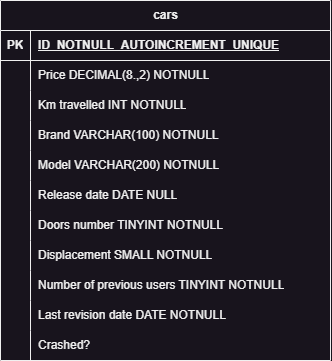 cars
PK ID_NOTNULL_AUTOINCREMENT_UNIQUE
Price DECIMAL(8.,2) NOTNULL
Km travelled INT NOTNULL
Brand VARCHAR(100) NOTNULL
Model VARCHAR(200) NOTNULL
Release date DATE NULL
Doors number TINYINT NOTNULL
Displacement SMALL NOTNULL
Number of previous users TINYINT NOTNULL
Last revision date DATE NOTNULL
Crashed?